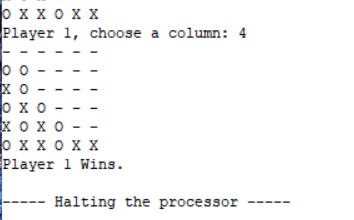 O X X O X X
Player 1, choose a column: 4
- - - - - -
O O - - - -
X O - - - -
O X O - - -
X O X O - -
O X X O X X
Player 1 Wins.
----- Halting the processor -----